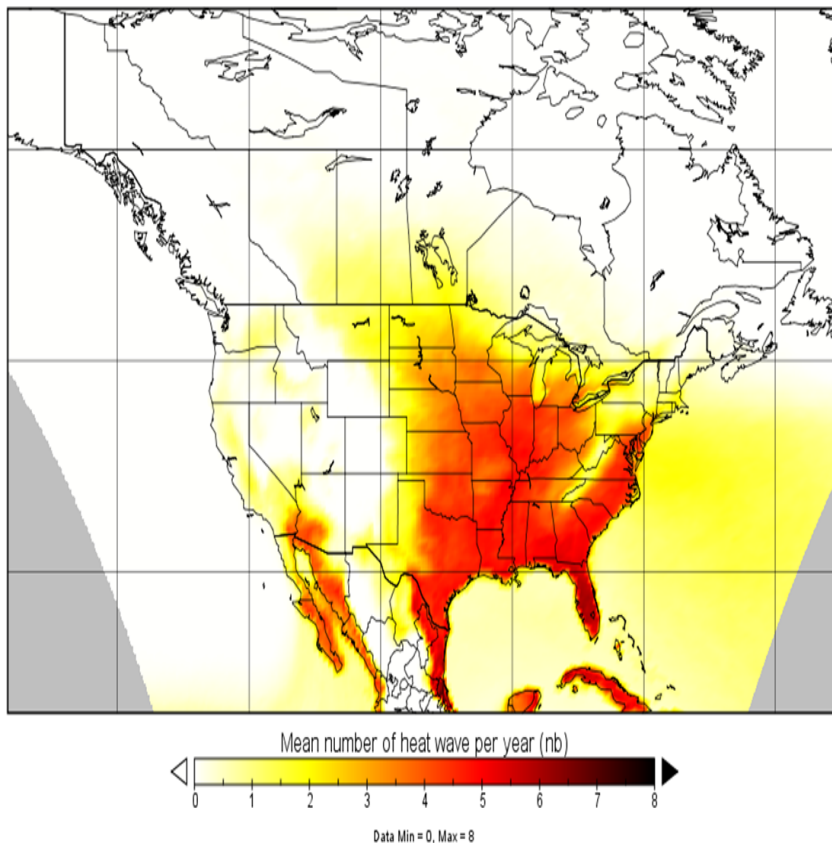 Mean number of heat wave per year (nb)
0 1 2 3 4 5 6 7 8
Data Min = 0, Max = 8